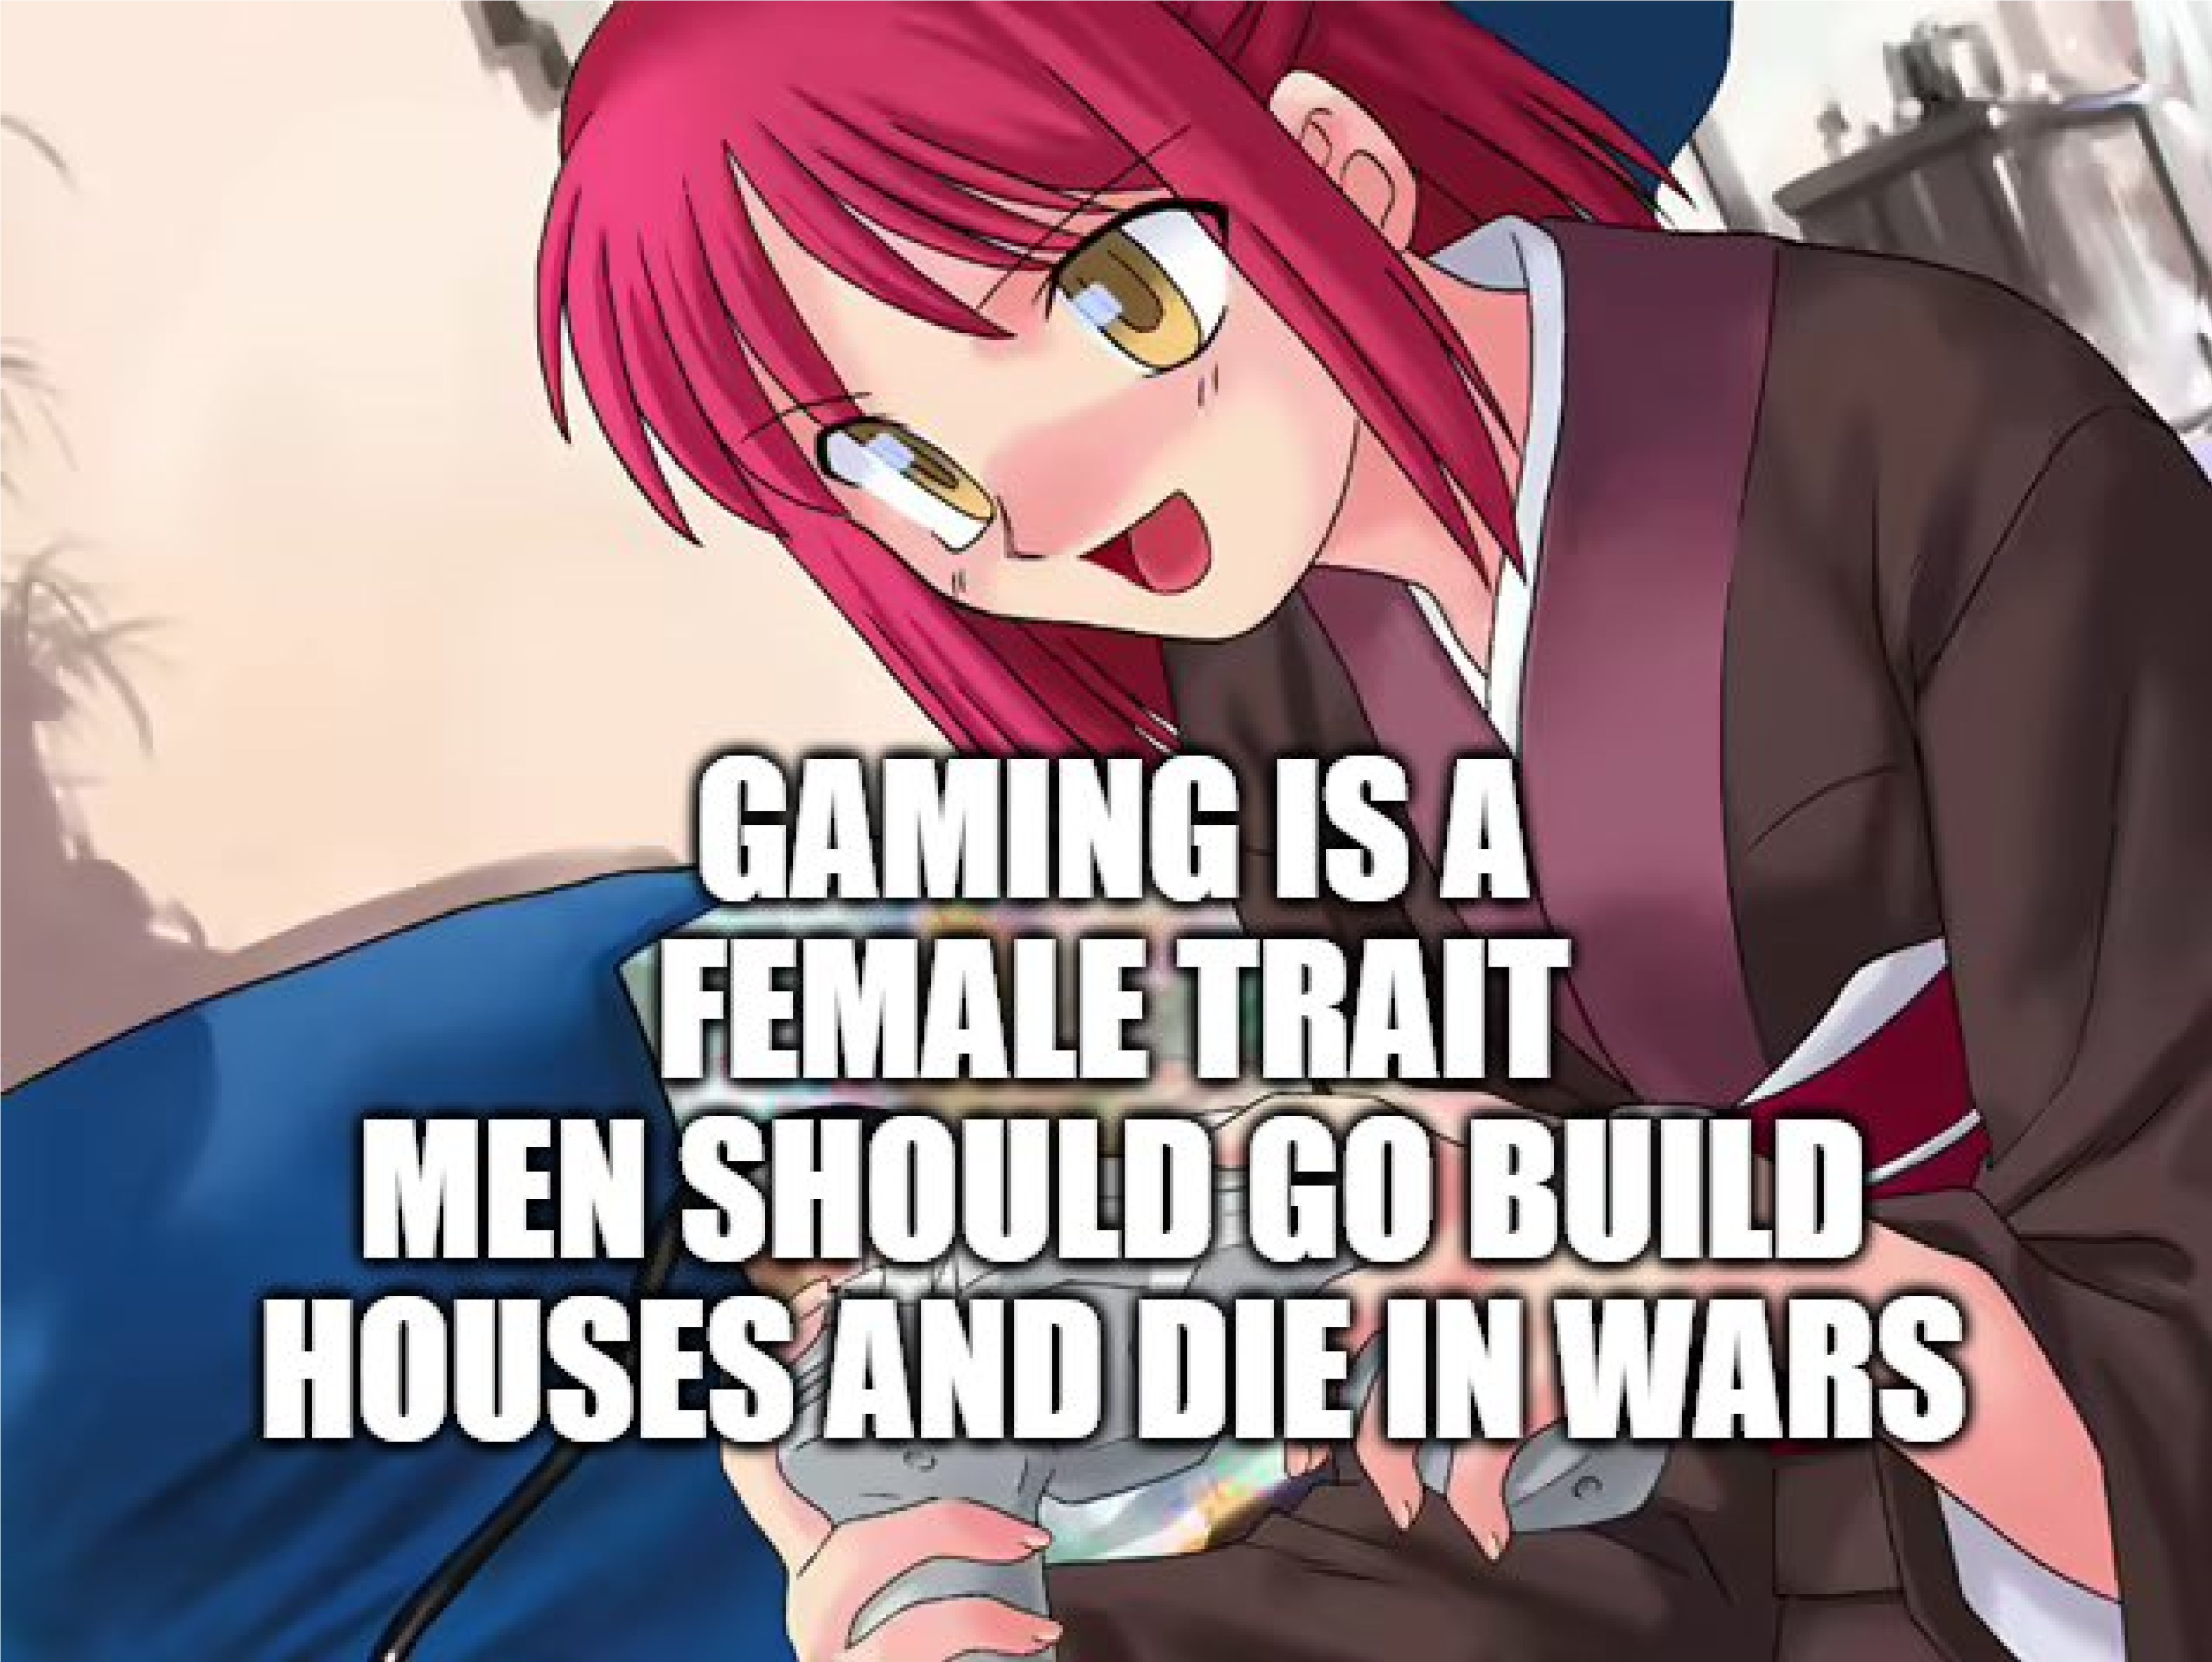 GAMING IS A
FEMALE TRAIT
MEN SHOULD GO BUILD
HOUSES AND DIE IN WARS